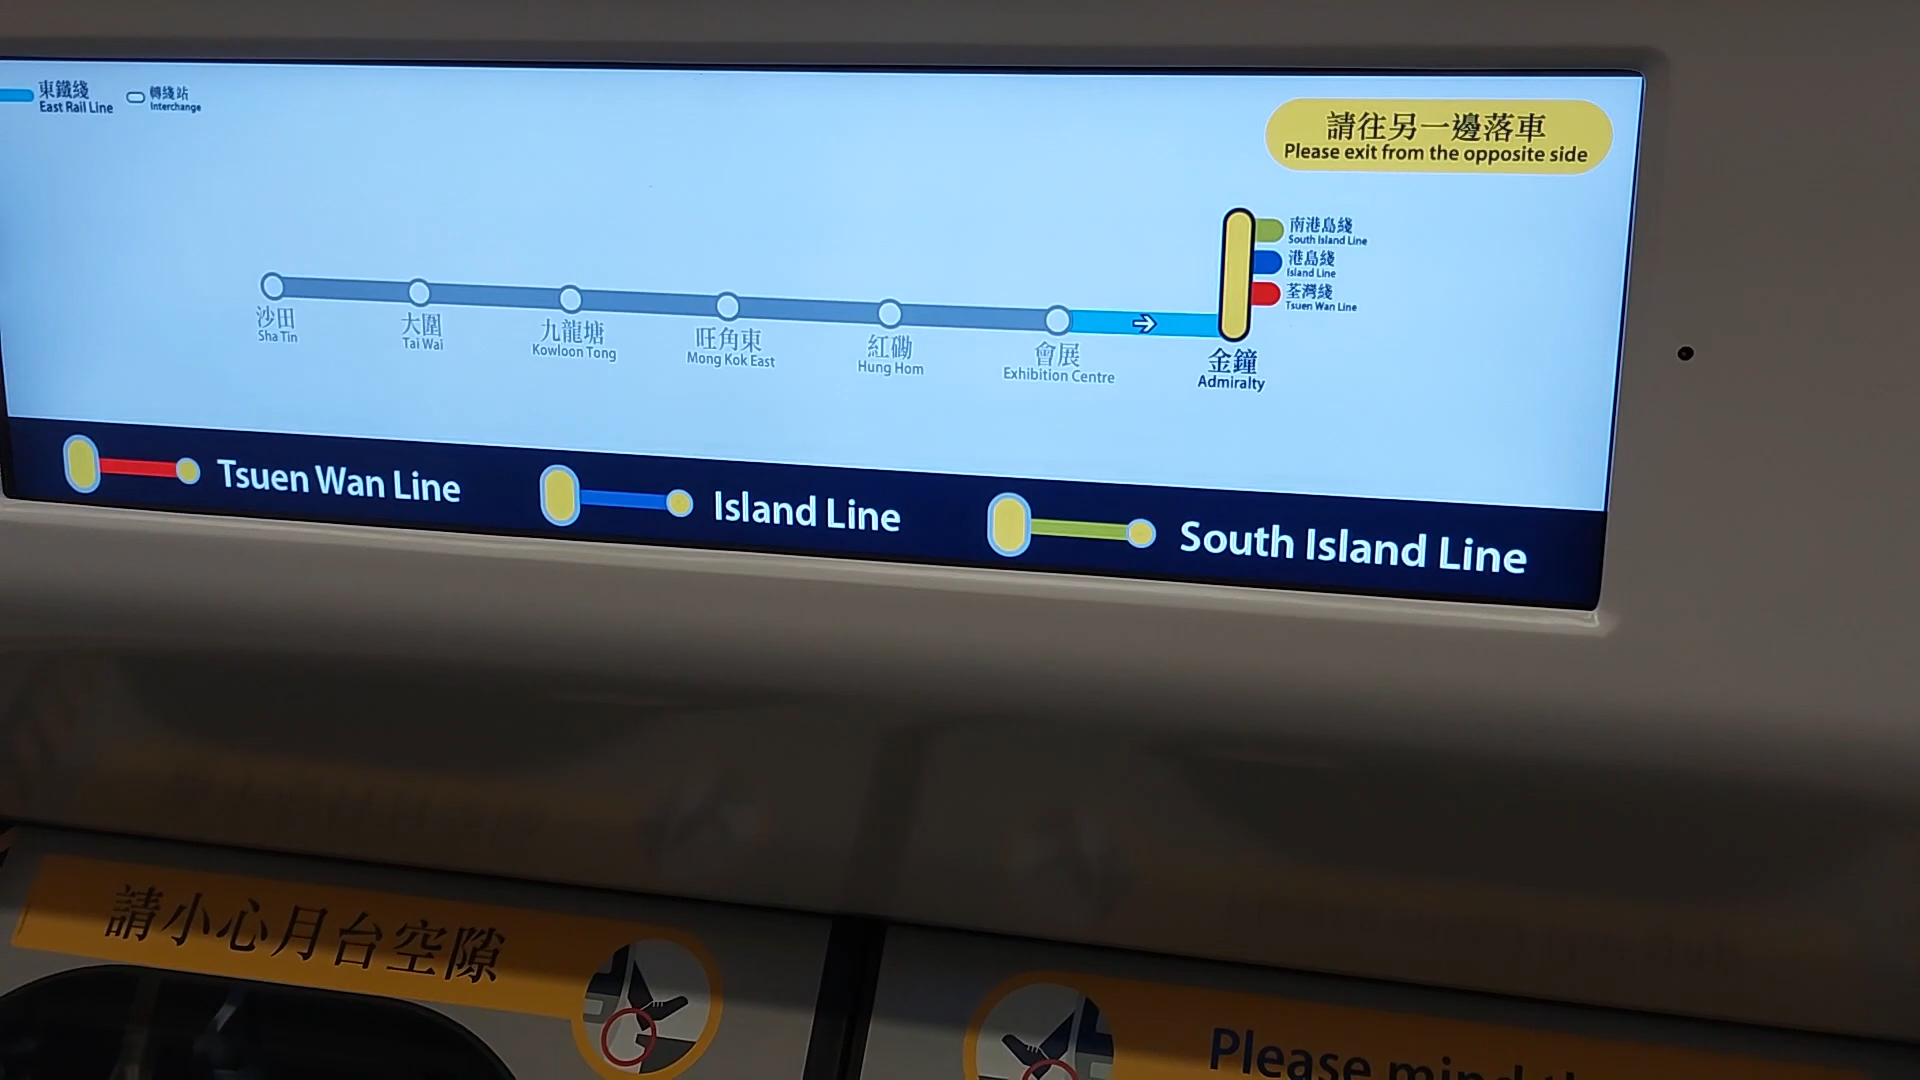 東鐵綫
East Rail Line
轉綫站
Interchange
請往另一邊落車
Please exit from the opposite side
南港島綫
South Island Line
港島綫
Island Line
荃灣綫
Tsuen Wan Line
沙田
Sha Tin
大圍
Tai Wai
九龍塘
Kowloon Tong
旺角東
Mong Kok East
紅磡
Hung Hom
會展
Exhibition Centre
金鐘
Admiralty
Tsuen Wan Line
Island Line
South Island Line
請小心月台空隙
Please mind